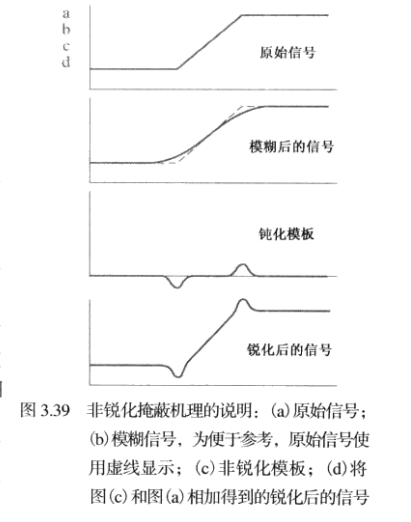 a
b
c
d
原始信号
模糊后的信号
钝化模板
锐化后的信号
图 3.39 非锐化掩蔽机理的说明：(a)原始信号；
(b)模糊信号，为便于参考，原始信号使
用虚线显示；(c)非锐化模板；(d)将
图(c)和图(a)相加得到的锐化后的信号